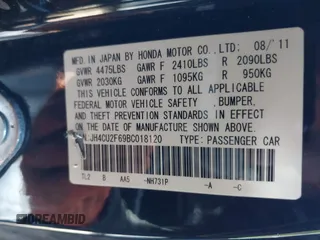 MFD. IN JAPAN BY HONDA MOTOR CO.,LTD: 08/'11
GVWR 4475LBS GAWR F 2410LBS R 2090LBS
GVWR 2030KG GAWR F 1095KG R 950KG
THIS VEHICLE CONFORMS TO ALL APPLICABLE
FEDERAL MOTOR VEHICLE SAFETY, BUMPER,
AND THEFT PREVENTION STANDARDS IN EFFECT
ON THE DATE OF MANUFACTURE SHOWN ABOVE.
V.I.N.:JH4CU2F69BC018120 TYPE:PASSENGER CAR
TL2 B AA5 -NH731P -A -C
DREAMBID